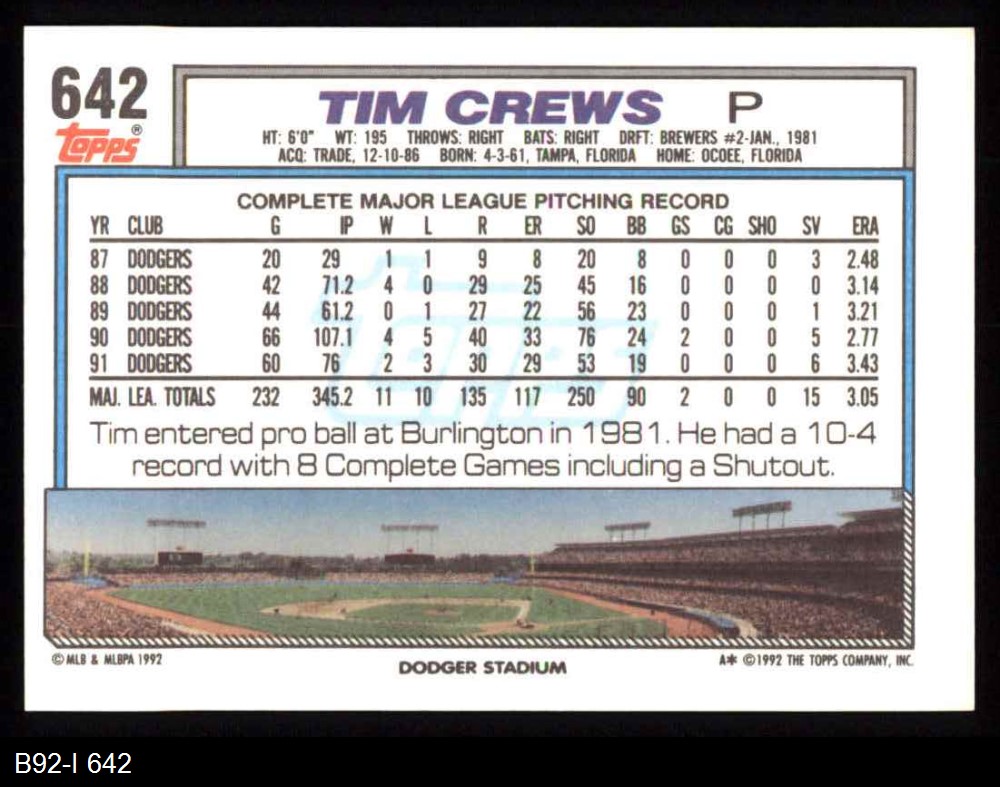 642
Topps®
TIM CREWS P
HT: 6'0" WT: 195 THROWS: RIGHT BATS: RIGHT DRFT: BREWERS #2-JAN., 1981
ACQ: TRADE, 12-10-86 BORN: 4-3-61, TAMPA, FLORIDA HOME: OCOEE, FLORIDA
COMPLETE MAJOR LEAGUE PITCHING RECORD
YR CLUB G IP W L R ER SO BB GS CG SHO SV ERA
87 DODGERS 20 29 1 1 9 8 20 8 0 0 0 3 2.48
88 DODGERS 42 71.2 4 0 29 25 45 16 0 0 0 0 3.14
89 DODGERS 44 61.2 0 1 27 22 56 23 0 0 0 1 3.21
90 DODGERS 66 107.1 4 5 40 33 76 24 2 0 0 5 2.77
91 DODGERS 60 76 2 3 30 29 53 19 0 0 0 6 3.43
MAJ. LEA. TOTALS 232 345.2 11 10 135 117 250 90 2 0 0 15 3.05
Topps
Tim entered pro ball at Burlington in 1981. He had a 10-4
record with 8 Complete Games including a Shutout.
© MLB & MLBPA 1992
DODGER STADIUM
A* ©1992 THE TOPPS COMPANY, INC.
B92-I 642